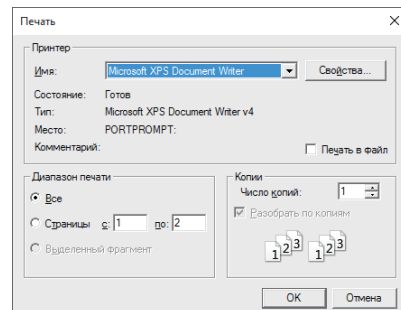 Печать
Принтер
Имя: Microsoft XPS Document Writer Свойства...
Состояние: Готов
Тип: Microsoft XPS Document Writer v4
Место: PORTPROMPT:
Комментарий: Печать в файл
Диапазон печати
Все
Страницы с: 1 по: 2
Выделенный фрагмент
Копии
Число копий: 1
Разобрать по копиям
1 2 3 1 2 3
OK Отмена